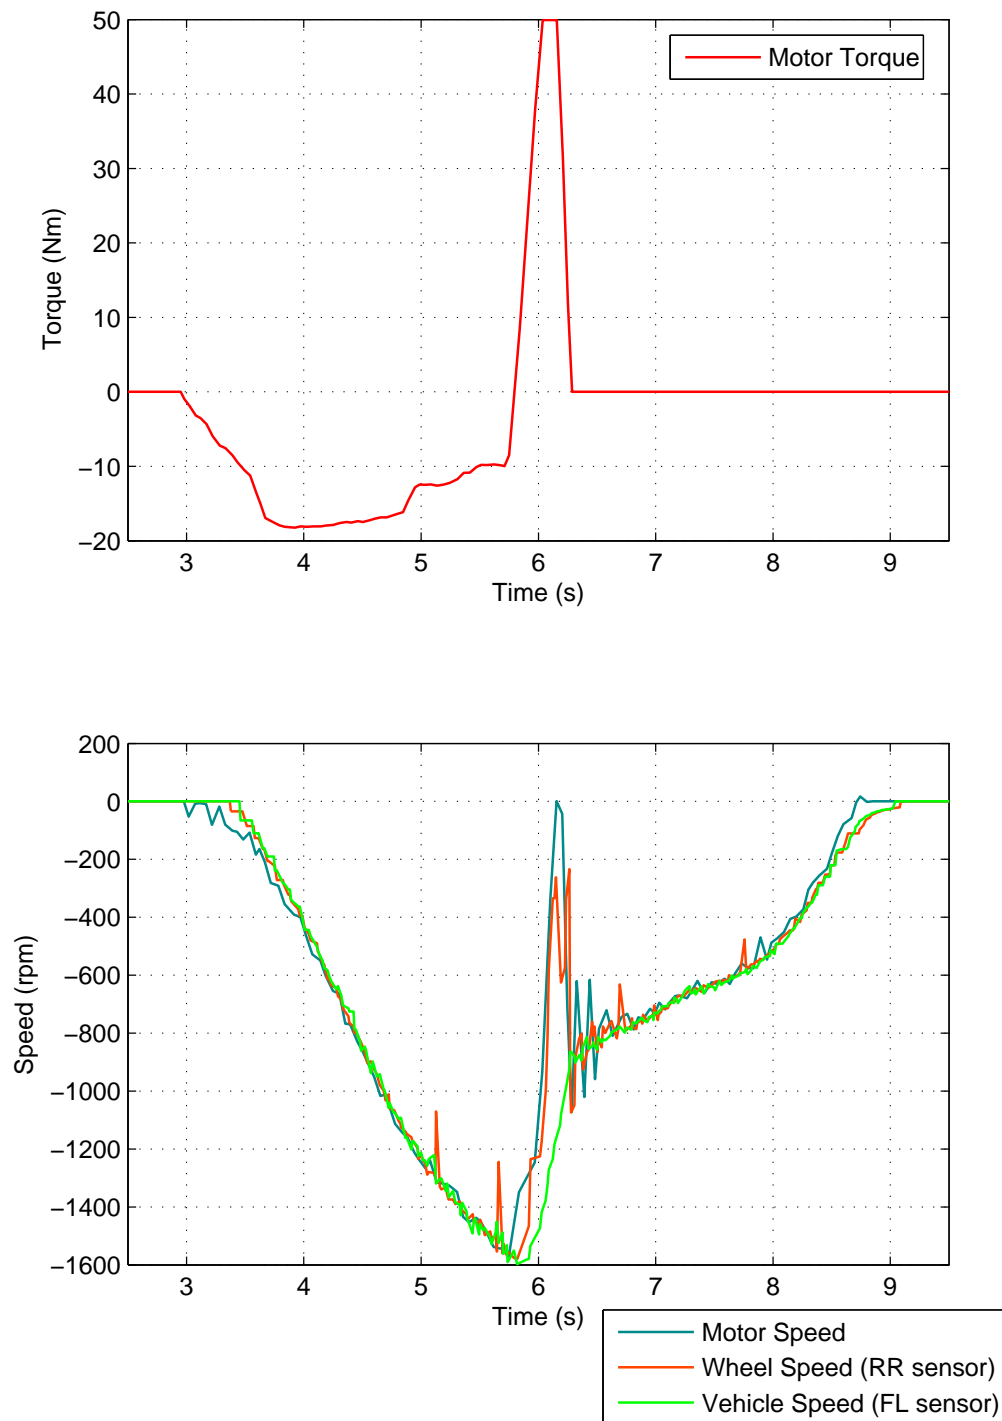 50
40
30
20
10
0
−10
−20
Torque (Nm)
Motor Torque
3 4 5 6 7 8 9
Time (s)
200
0
−200
−400
−600
−800
−1000
−1200
−1400
−1600
Speed (rpm)
3 4 5 6 7 8 9
Time (s)
Motor Speed
Wheel Speed (RR sensor)
Vehicle Speed (FL sensor)